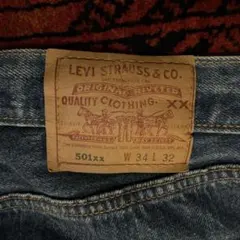 LEVI STRAUSS & CO.
ORIGINAL RIVETED
QUALITY CLOTHING
XX
501xx W 34 L 32